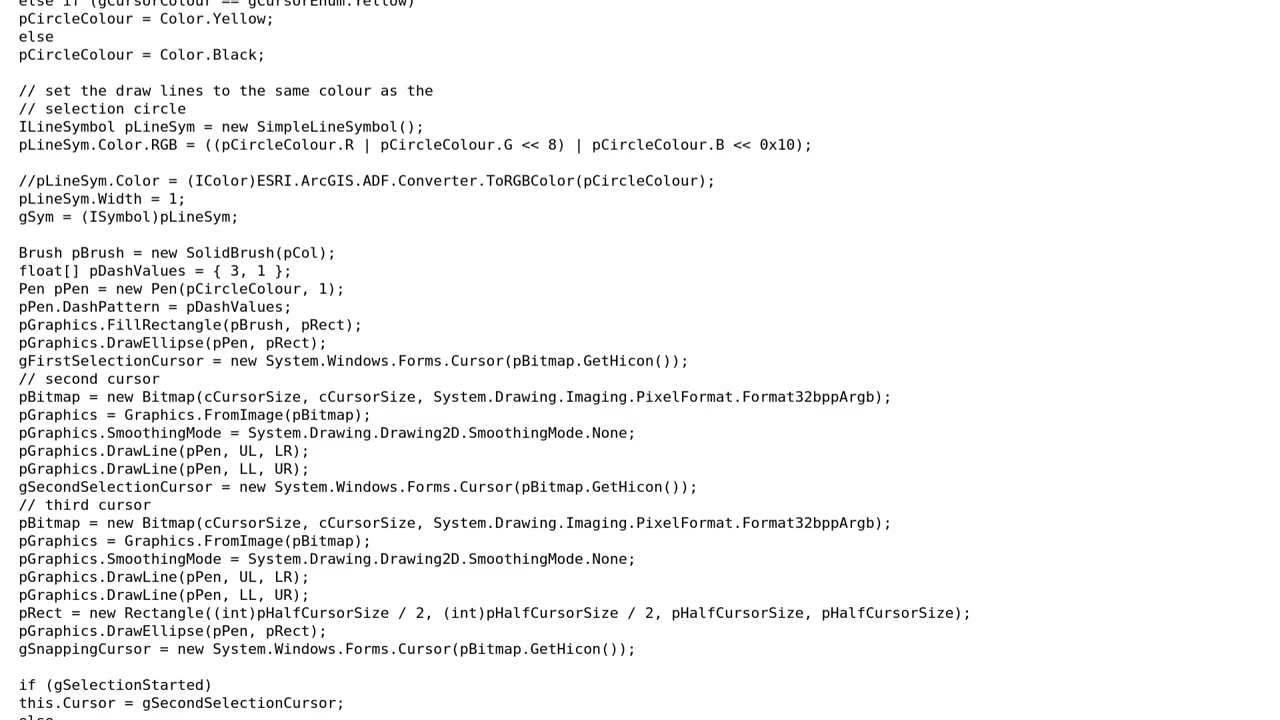 else if (gCursorColour == gCursorEnum.Yellow)
pCircleColour = Color.Yellow;
else
pCircleColour = Color.Black;

// set the draw lines to the same colour as the
// selection circle
ILineSymbol pLineSym = new SimpleLineSymbol();
pLineSym.Color.RGB = ((pCircleColour.R | pCircleColour.G << 8) | pCircleColour.B << 0x10);

//pLineSym.Color = (IColor)ESRI.ArcGIS.ADF.Converter.ToRGBColor(pCircleColour);
pLineSym.Width = 1;
gSym = (ISymbol)pLineSym;

Brush pBrush = new SolidBrush(pCol);
float[] pDashValues = { 3, 1 };
Pen pPen = new Pen(pCircleColour, 1);
pPen.DashPattern = pDashValues;
pGraphics.FillRectangle(pBrush, pRect);
pGraphics.DrawEllipse(pPen, pRect);
gFirstSelectionCursor = new System.Windows.Forms.Cursor(pBitmap.GetHicon());
// second cursor
pBitmap = new Bitmap(cCursorSize, cCursorSize, System.Drawing.Imaging.PixelFormat.Format32bppArgb);
pGraphics = Graphics.FromImage(pBitmap);
pGraphics.SmoothingMode = System.Drawing.Drawing2D.SmoothingMode.None;
pGraphics.DrawLine(pPen, UL, LR);
pGraphics.DrawLine(pPen, LL, UR);
gSecondSelectionCursor = new System.Windows.Forms.Cursor(pBitmap.GetHicon());
// third cursor
pBitmap = new Bitmap(cCursorSize, cCursorSize, System.Drawing.Imaging.PixelFormat.Format32bppArgb);
pGraphics = Graphics.FromImage(pBitmap);
pGraphics.SmoothingMode = System.Drawing.Drawing2D.SmoothingMode.None;
pGraphics.DrawLine(pPen, UL, LR);
pGraphics.DrawLine(pPen, LL, UR);
pRect = new Rectangle((int)pHalfCursorSize / 2, (int)pHalfCursorSize / 2, pHalfCursorSize, pHalfCursorSize);
pGraphics.DrawEllipse(pPen, pRect);
gSnappingCursor = new System.Windows.Forms.Cursor(pBitmap.GetHicon());

if (gSelectionStarted)
this.Cursor = gSecondSelectionCursor;
else